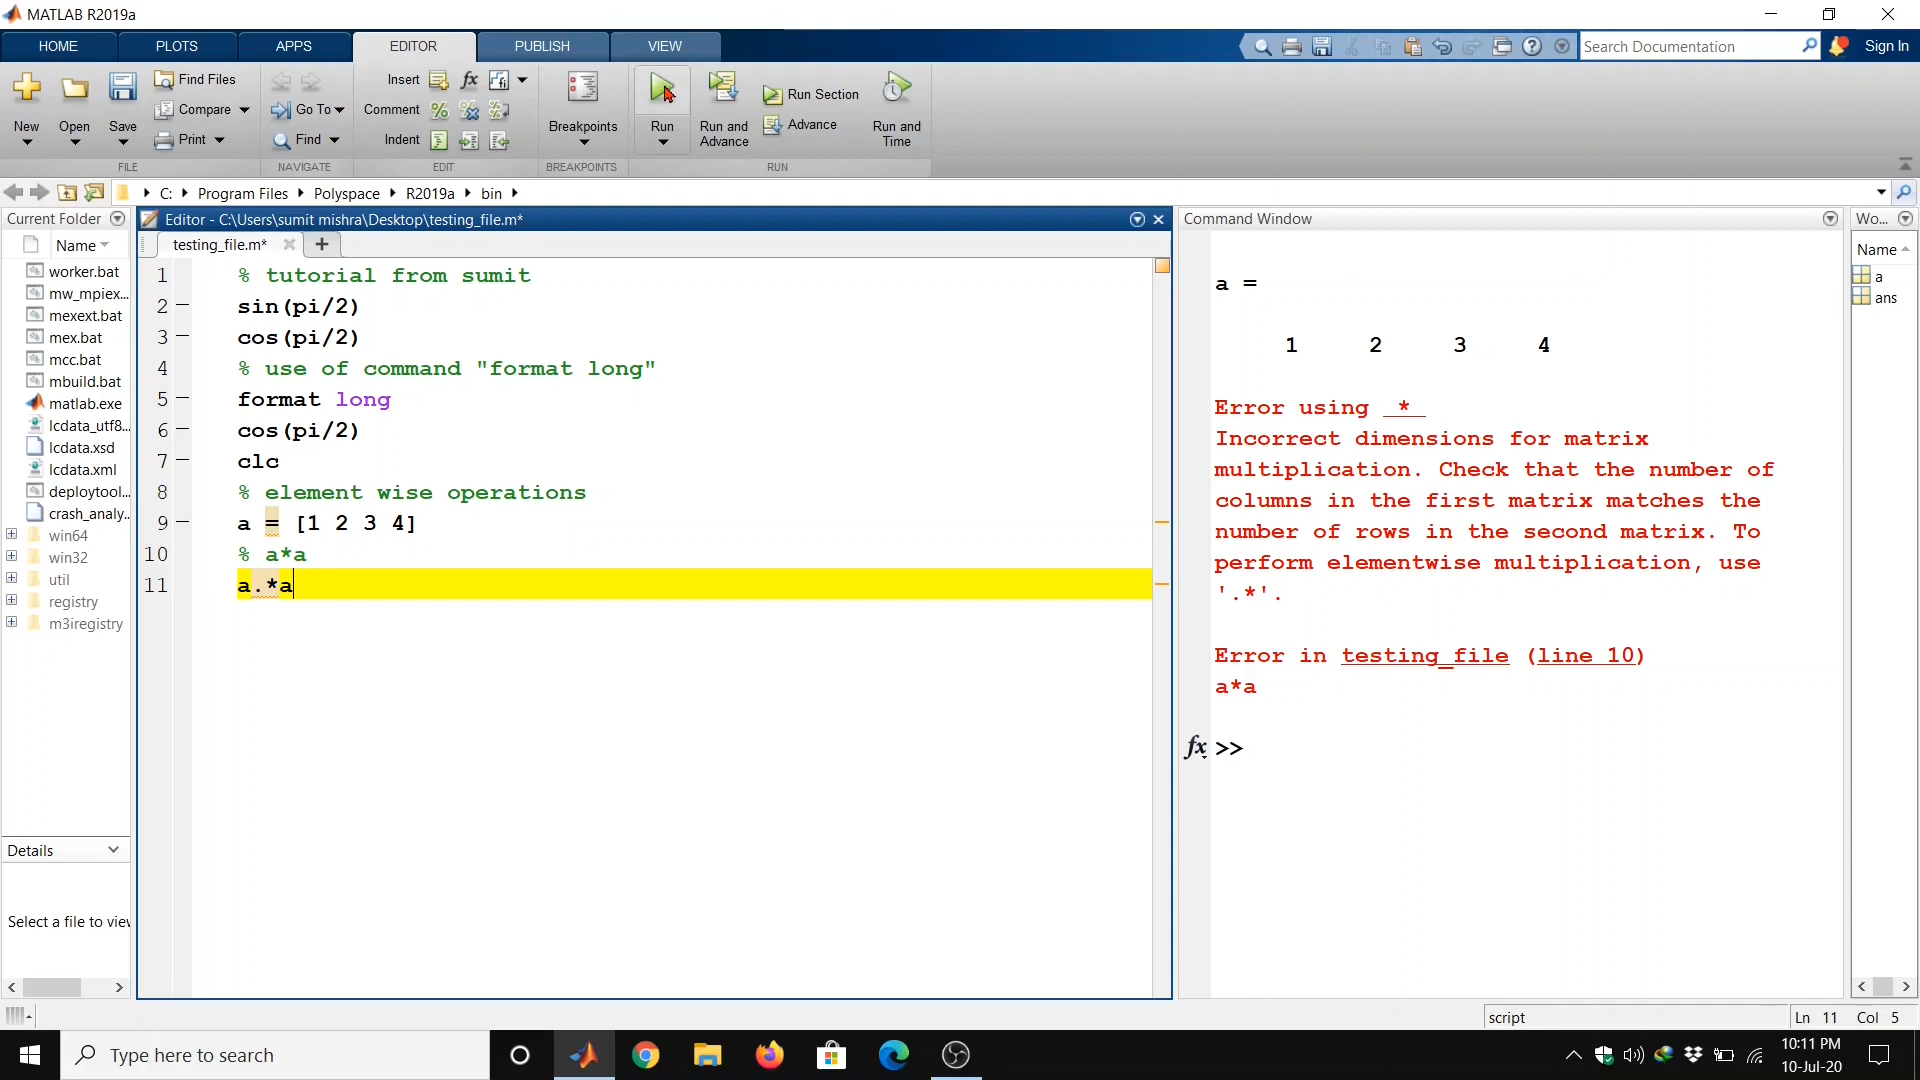 MATLAB R2019a
HOME PLOTS APPS EDITOR PUBLISH VIEW
Search Documentation
Sign In
New
Open
Save
Find Files
Compare
Print
FILE
Go To
Find
NAVIGATE
Insert
Comment
Indent
fx
EDIT
Breakpoints
BREAKPOINTS
Run
Run and
Advance
Run Section
Advance
Run and
Time
RUN
C: Program Files Polyspace R2019a bin
Current Folder
Name
worker.bat
mw_mpiex...
mexext.bat
mex.bat
mcc.bat
mbuild.bat
matlab.exe
lcdata_utf8...
lcdata.xsd
lcdata.xml
deploytool...
crash_analy...
win64
win32
util
registry
m3iregistry
Details
Select a file to view
Editor - C:\Users\sumit mishra\Desktop\testing_file.m*
testing_file.m*
1 % tutorial from sumit
2 sin(pi/2)
3 cos(pi/2)
4 % use of command "format long"
5 format long
6 cos(pi/2)
7 clc
8 % element wise operations
9 a = [1 2 3 4]
10 % a*a
11 a.*a
Command Window
a =
1 2 3 4
Error using *
Incorrect dimensions for matrix
multiplication. Check that the number of
columns in the first matrix matches the
number of rows in the second matrix. To
perform elementwise multiplication, use
'.*'.
Error in testing_file (line 10)
a*a
fx >>
Wo...
Name
a
ans
script
Ln 11 Col 5
Type here to search
10:11 PM
10-Jul-20